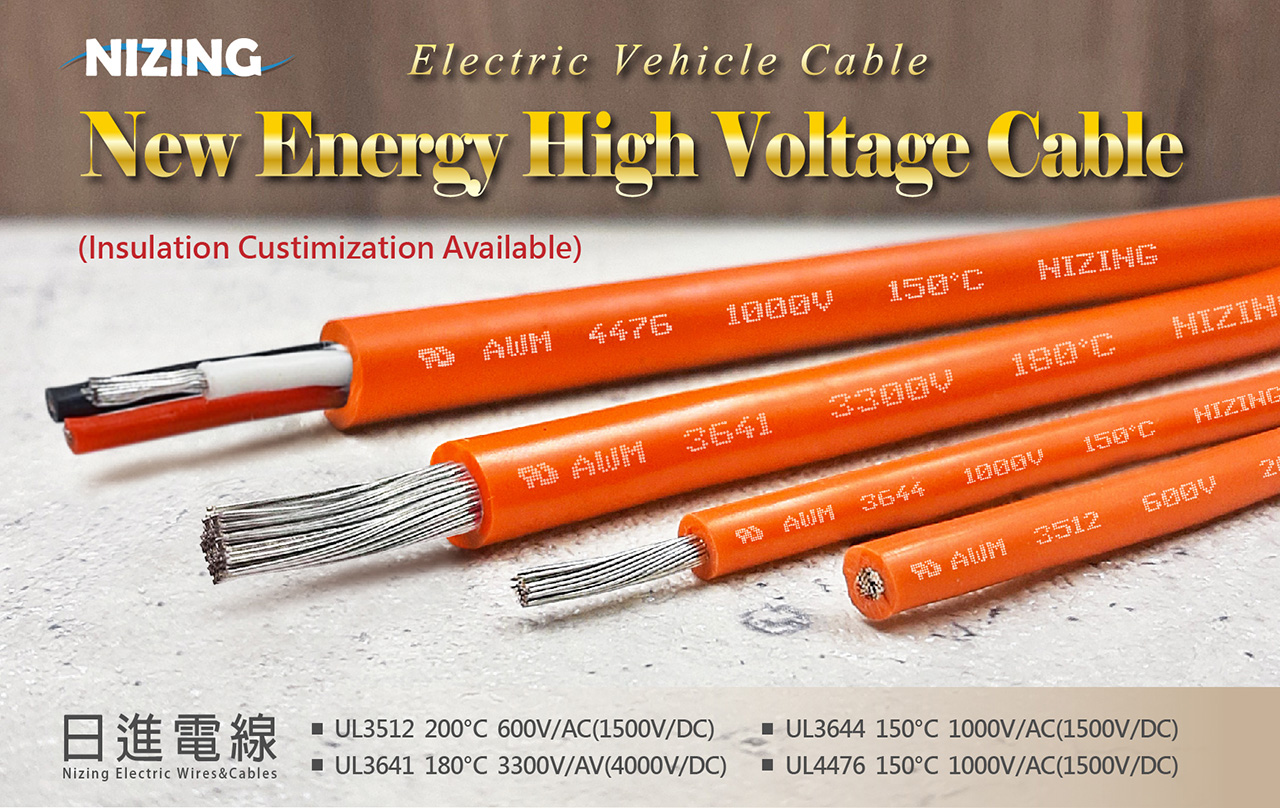 NIZING
Electric Vehicle Cable
New Energy High Voltage Cable
(Insulation Custimization Available)
AWM 4476 1000V 150°C NIZING
AWM 3641 3300V 180°C NIZIN
AWM 3644 1000V 150°C NIZING
AWM 3512 600V 2
日進電線
Nizing Electric Wires&Cables
■ UL3512 200°C 600V/AC(1500V/DC)
■ UL3644 150°C 1000V/AC(1500V/DC)
■ UL3641 180°C 3300V/AV(4000V/DC)
■ UL4476 150°C 1000V/AC(1500V/DC)